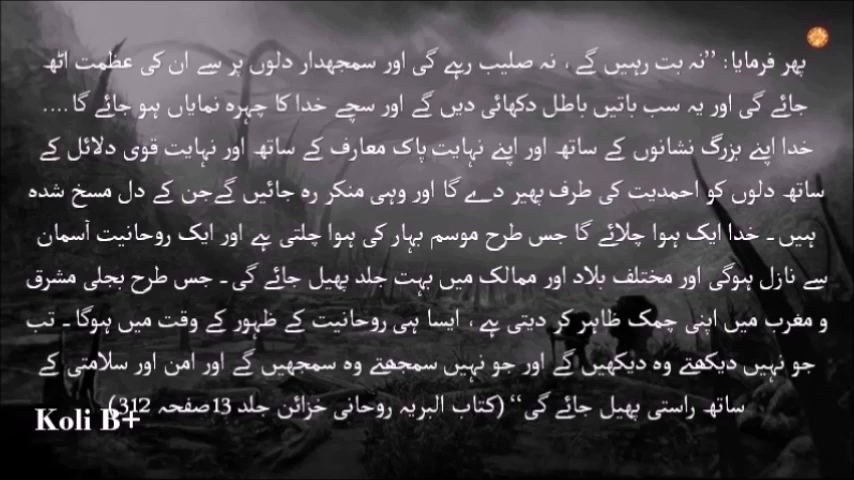 پھر فرمایا: ”نہ بت رہیں گے، نہ صلیب رہے گی اور سمجھدار دلوں پر سے ان کی عظمت اٹھ
جائے گی اور یہ سب باتیں باطل دکھائی دیں گے اور سچے خدا کا چہرہ نمایاں ہو جائے گا....
خدا اپنے بزرگ نشانوں کے ساتھ اور اپنے نہایت پاک معارف کے ساتھ اور نہایت قوی دلائل کے
ساتھ دلوں کو احمدیت کی طرف پھیر دے گا اور وہی منکر رہ جائیں گےجن کے دل مسخ شدہ
ہیں۔ خدا ایک ہوا چلائے گا جس طرح موسم بہار کی ہوا چلتی ہے اور ایک روحانیت آسمان
سے نازل ہوگی اور مختلف بلاد اور ممالک میں بہت جلد پھیل جائے گی۔ جس طرح بجلی مشرق
و مغرب میں اپنی چمک ظاہر کر دیتی ہے، ایسا ہی روحانیت کے ظہور کے وقت میں ہوگا۔ تب
جو نہیں دیکھتے وہ دیکھیں گے اور جو نہیں سمجھتے وہ سمجھیں گے اور امن اور سلامتی کے
ساتھ راستی پھیل جائے گی“ (کتاب البریہ روحانی خزائن جلد 13صفحہ 312)
Koli B+